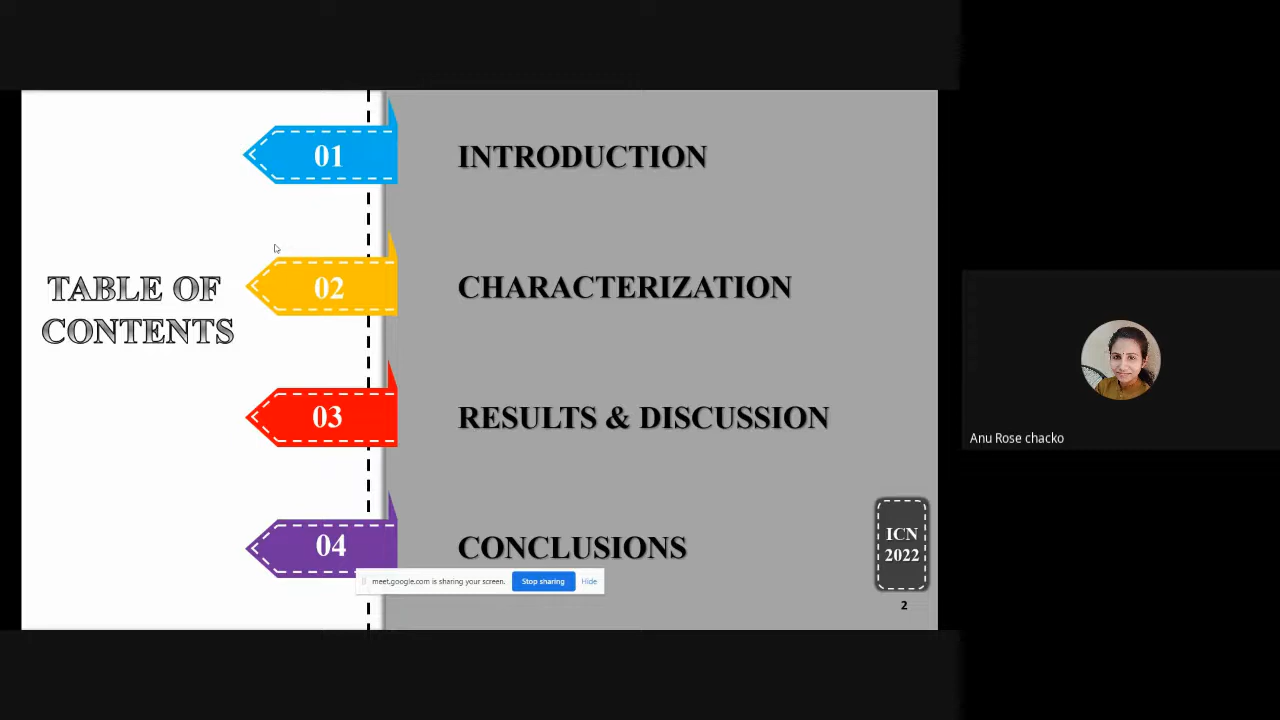 TABLE OF
CONTENTS
01
INTRODUCTION
02
CHARACTERIZATION
03
RESULTS & DISCUSSION
04
CONCLUSIONS
ICN
2022
2
meet.google.com is sharing your screen.
Stop sharing
Hide
Anu Rose chacko